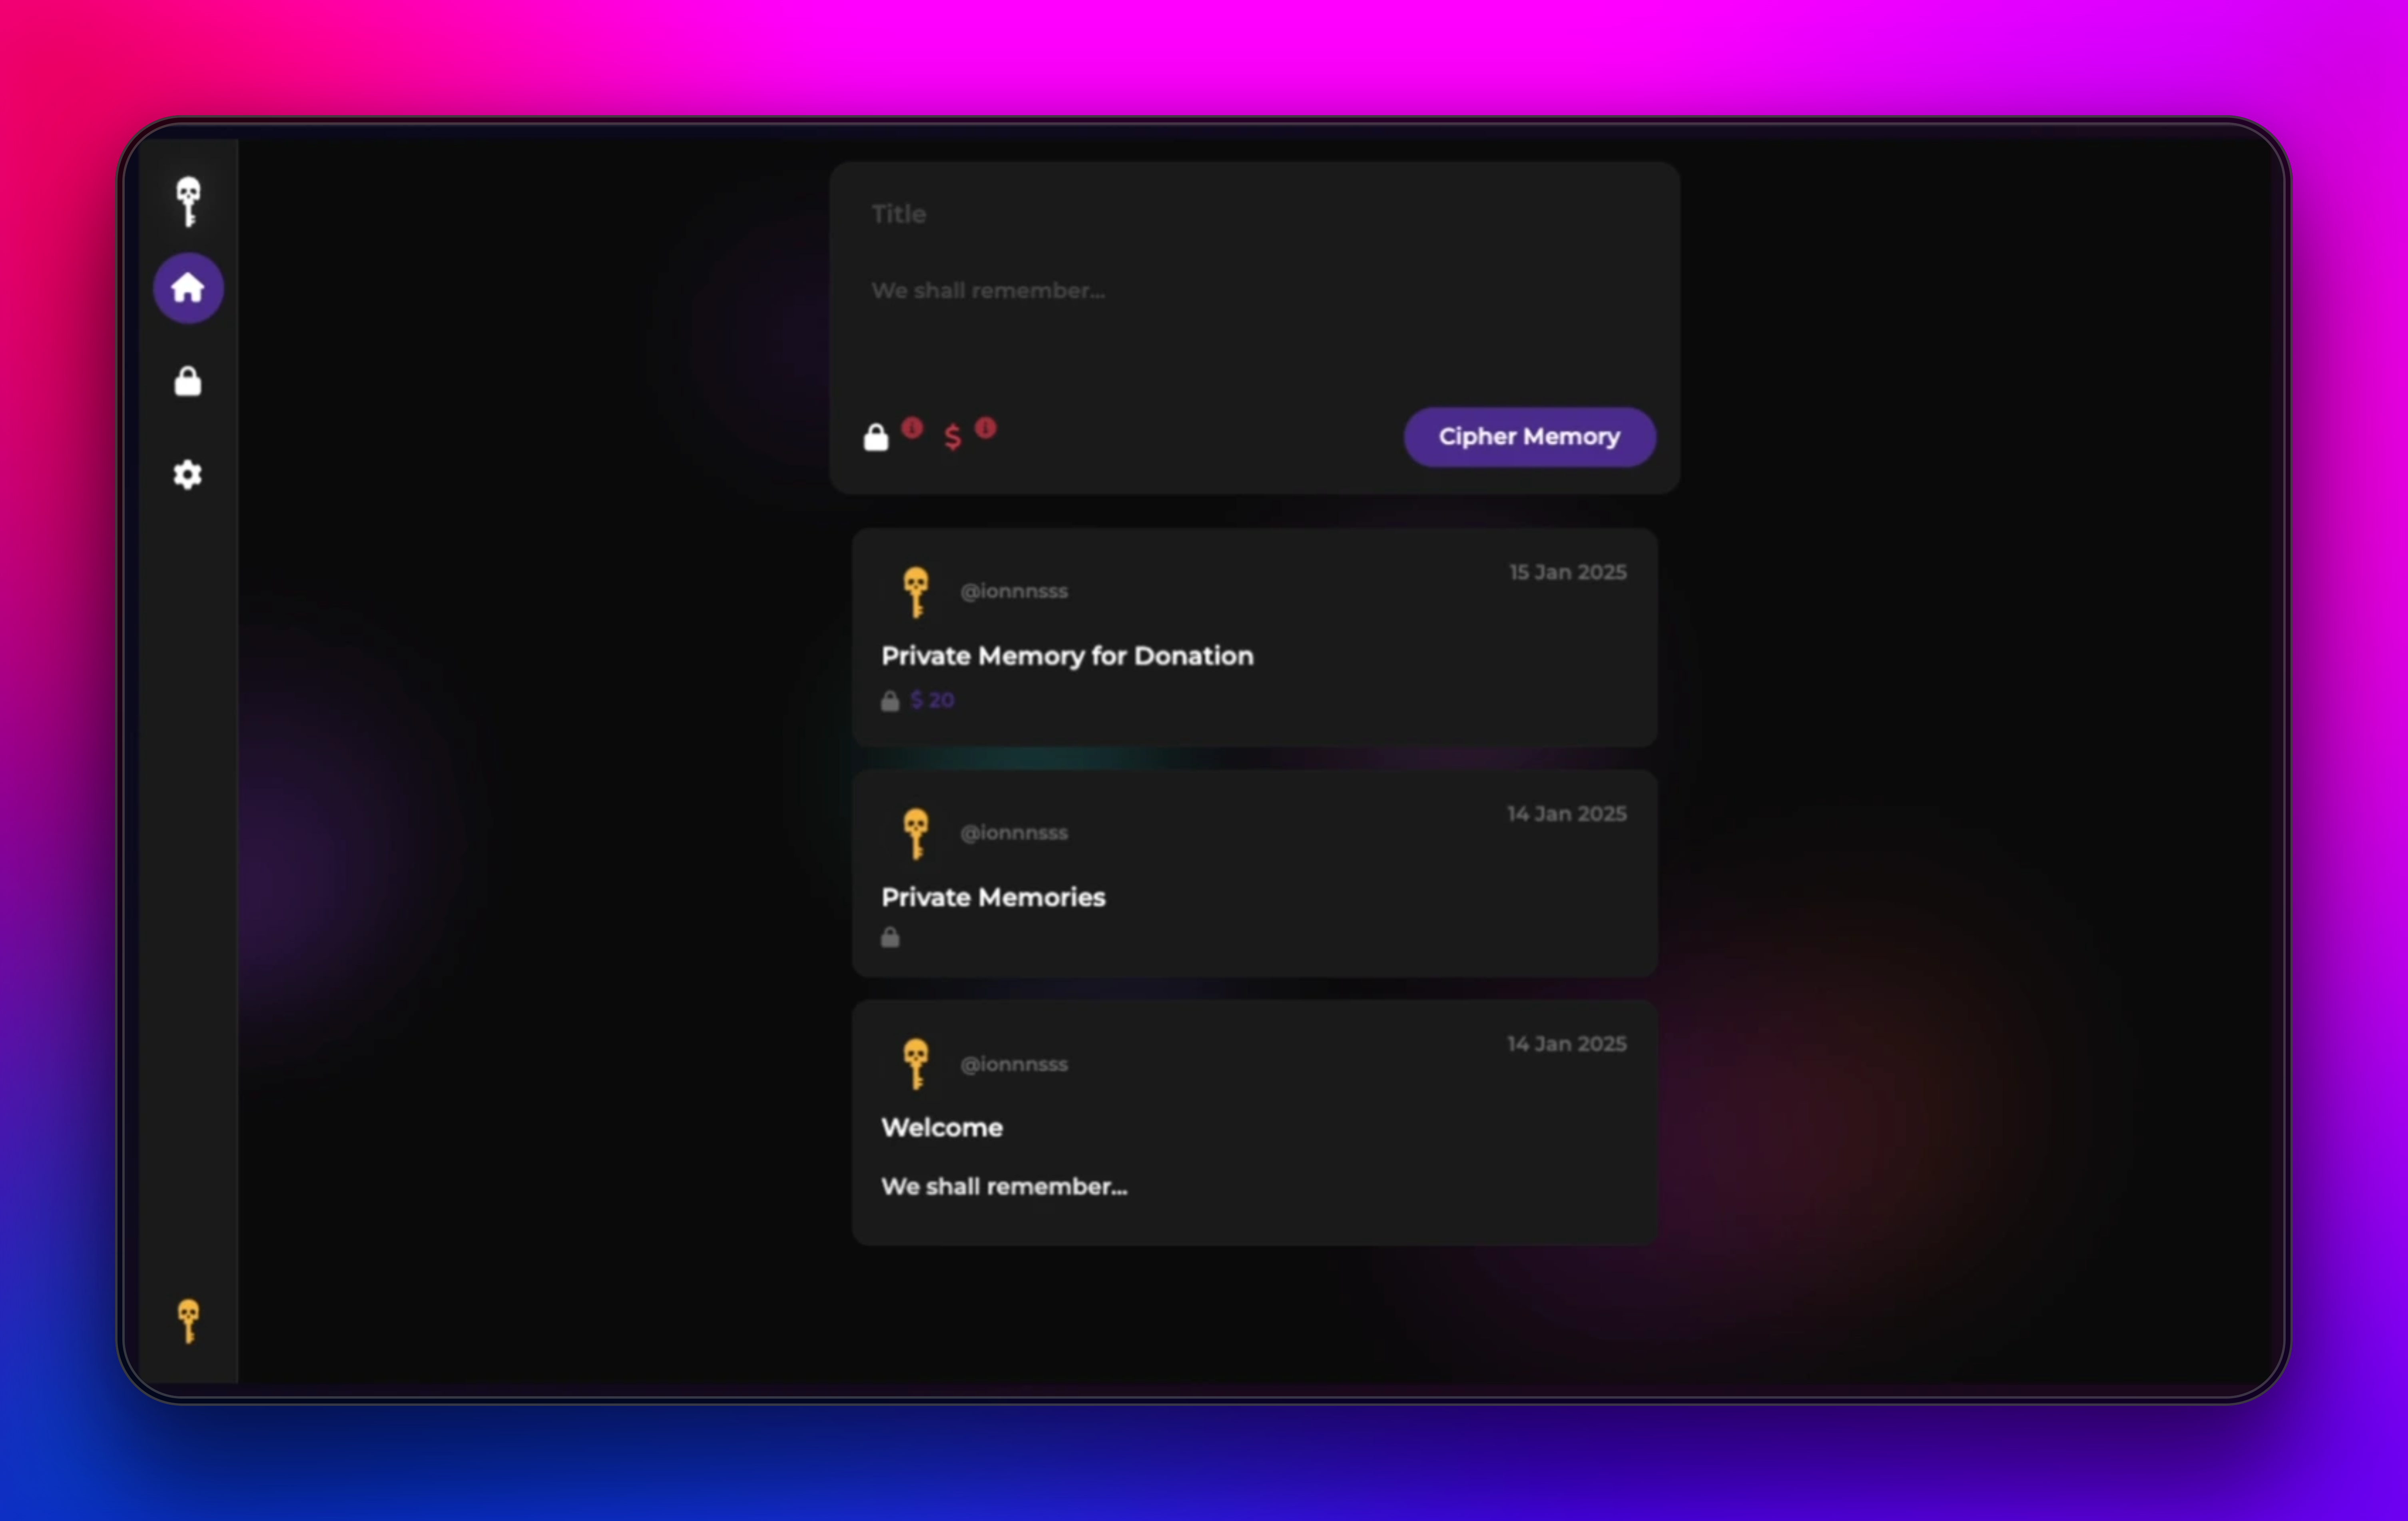 Title
We shall remember...
$
Cipher Memory
@ionnnsss
15 Jan 2025
Private Memory for Donation
$ 20
@ionnnsss
14 Jan 2025
Private Memories
@ionnnsss
14 Jan 2025
Welcome
We shall remember...